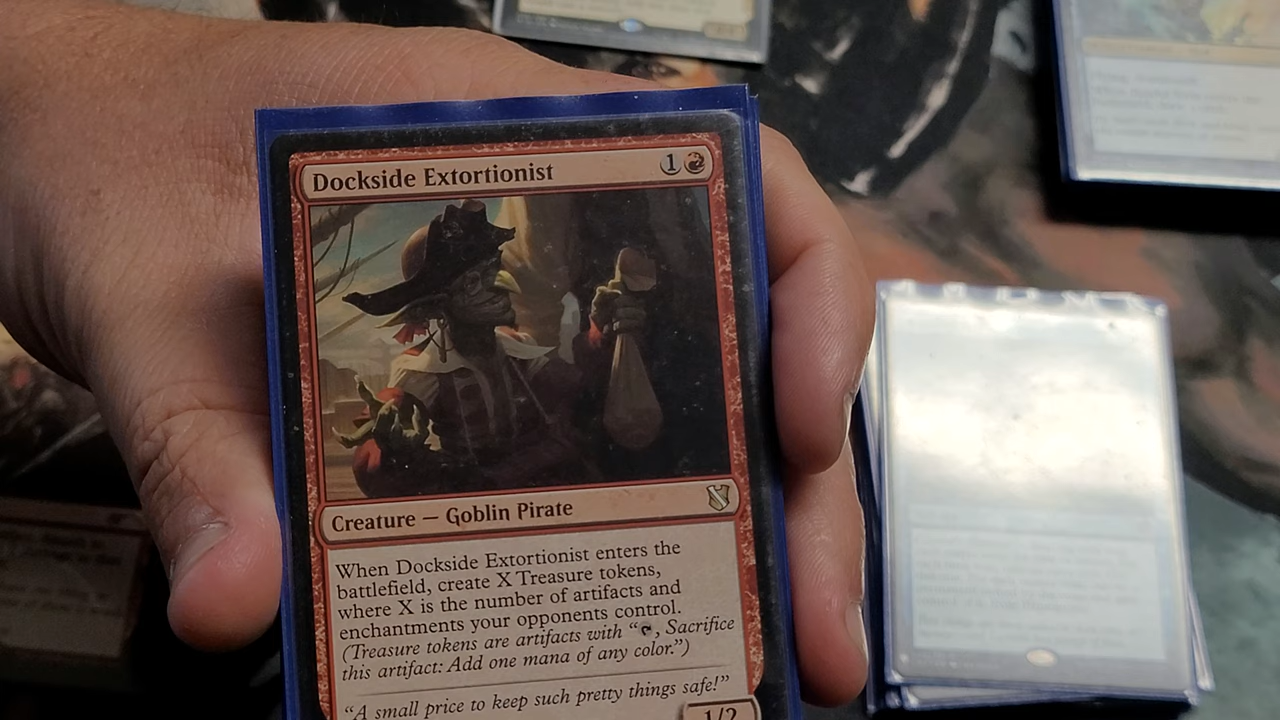 Dockside Extortionist 1
Creature — Goblin Pirate
When Dockside Extortionist enters the
battlefield, create X Treasure tokens,
where X is the number of artifacts and
enchantments your opponents control.
(Treasure tokens are artifacts with “, Sacrifice
this artifact: Add one mana of any color.”)
“A small price to keep such pretty things safe!”
1/2